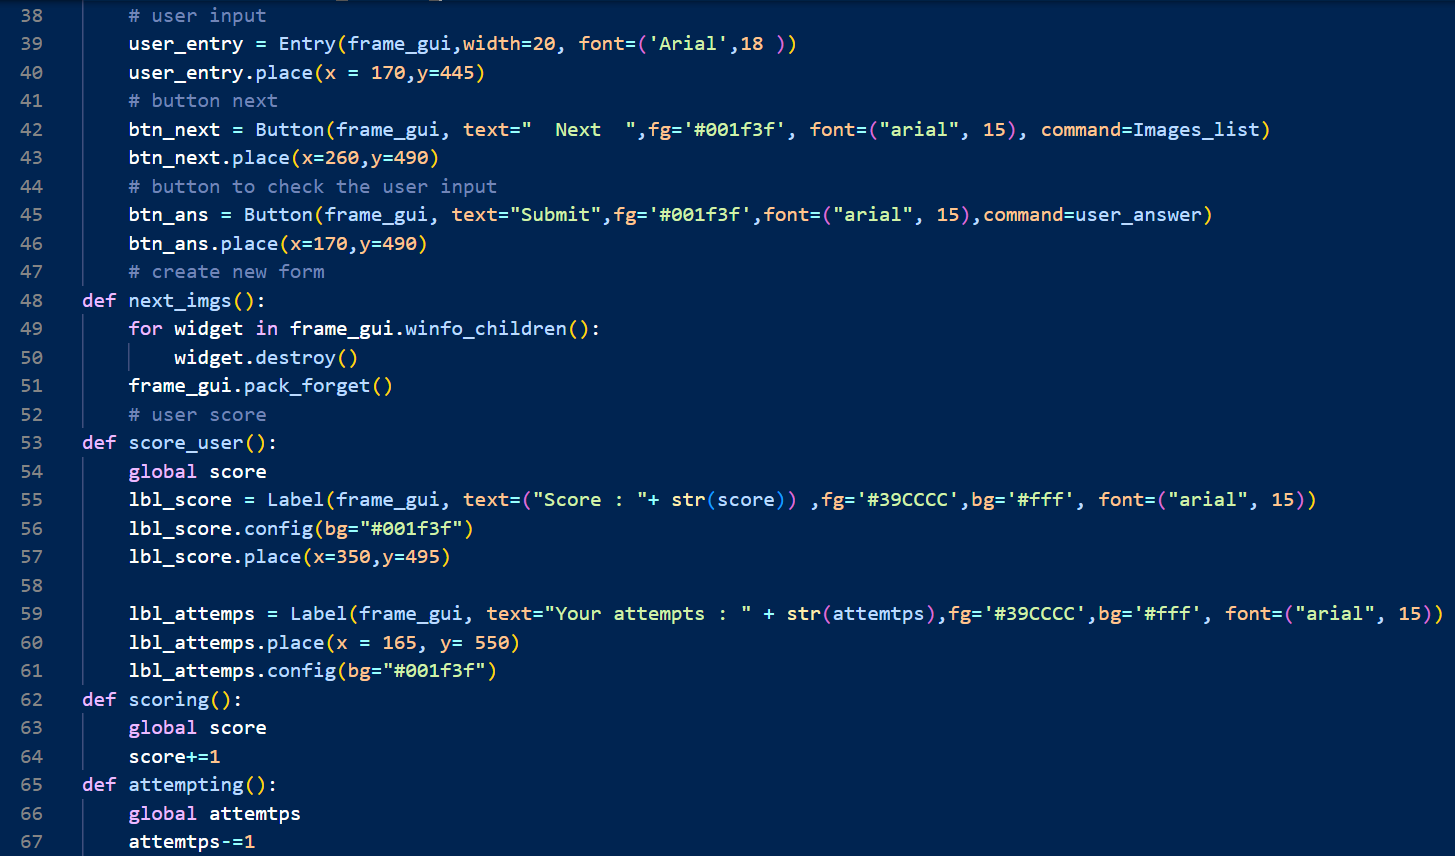 38 # user input
39 user_entry = Entry(frame_gui,width=20, font=('Arial',18 ))
40 user_entry.place(x = 170,y=445)
41 # button next
42 btn_next = Button(frame_gui, text="  Next  ",fg='#001f3f', font=("arial", 15), command=Images_list)
43 btn_next.place(x=260,y=490)
44 # button to check the user input
45 btn_ans = Button(frame_gui, text="Submit",fg='#001f3f',font=("arial", 15),command=user_answer)
46 btn_ans.place(x=170,y=490)
47 # create new form
48 def next_imgs():
49 for widget in frame_gui.winfo_children():
50 widget.destroy()
51 frame_gui.pack_forget()
52 # user score
53 def score_user():
54 global score
55 lbl_score = Label(frame_gui, text=("Score : "+ str(score)) ,fg='#39CCCC',bg='#fff', font=("arial", 15))
56 lbl_score.config(bg="#001f3f")
57 lbl_score.place(x=350,y=495)
58
59 lbl_attemps = Label(frame_gui, text="Your attempts : " + str(attemtps),fg='#39CCCC',bg='#fff', font=("arial", 15))
60 lbl_attemps.place(x = 165, y= 550)
61 lbl_attemps.config(bg="#001f3f")
62 def scoring():
63 global score
64 score+=1
65 def attempting():
66 global attemtps
67 attemtps-=1